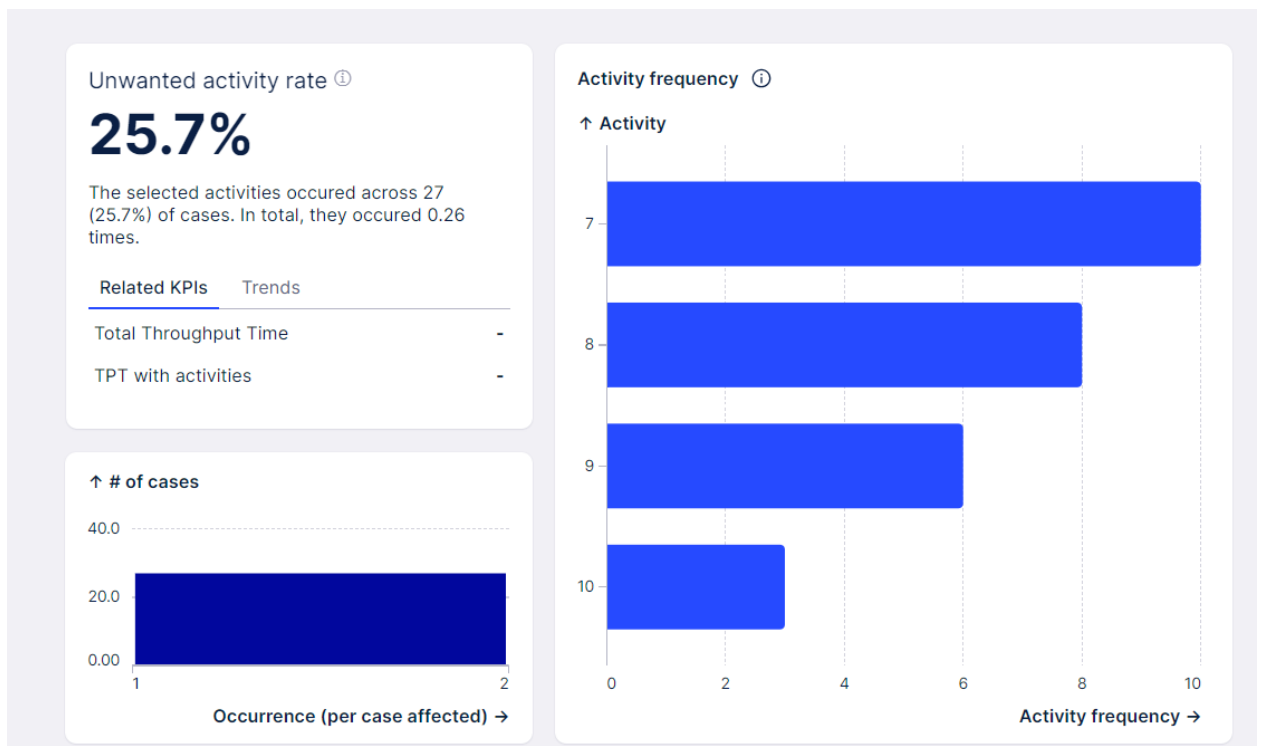 Unwanted activity rate ⓘ
25.7%
The selected activities occured across 27
(25.7%) of cases. In total, they occured 0.26
times.
Related KPIs Trends
Total Throughput Time -
TPT with activities -
↑ # of cases
40.0
20.0
0.00
1 2
Occurrence (per case affected) →
Activity frequency ⓘ
↑ Activity
7
8
9
10
0 2 4 6 8 10
Activity frequency →